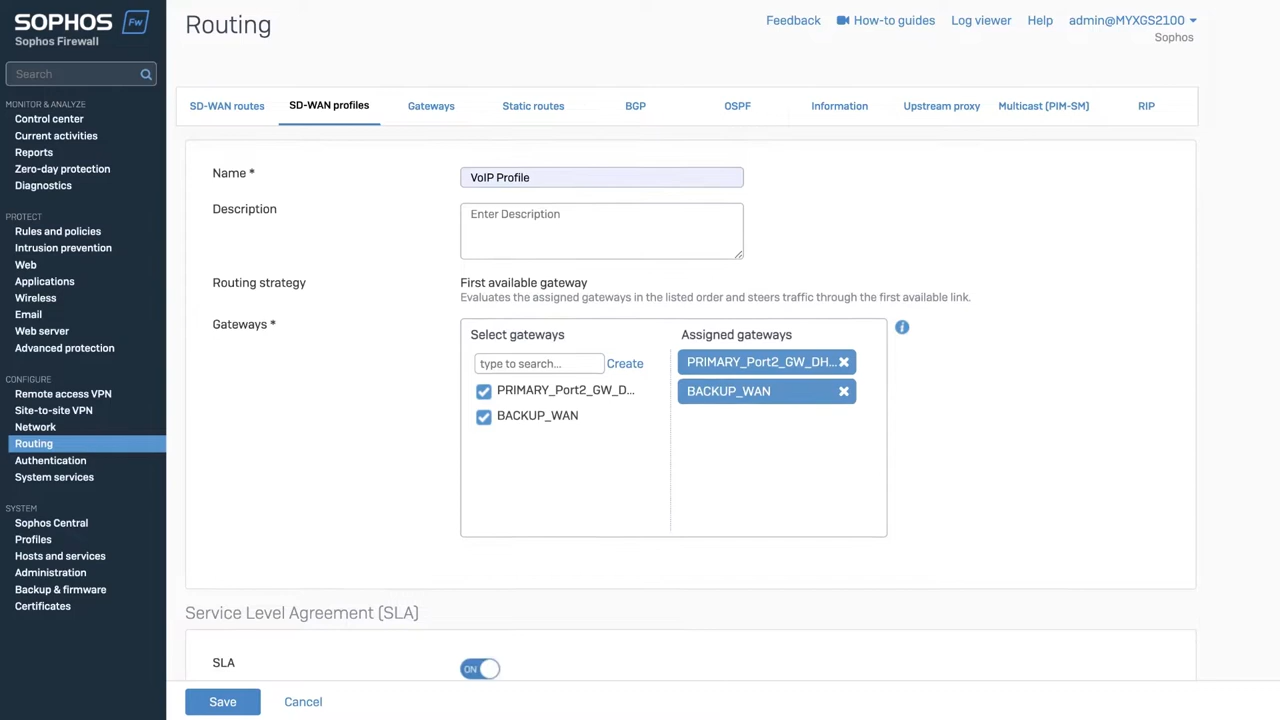 SOPHOS Fw
Sophos Firewall
Search
MONITOR & ANALYZE
Control center
Current activities
Reports
Zero-day protection
Diagnostics
PROTECT
Rules and policies
Intrusion prevention
Web
Applications
Wireless
Email
Web server
Advanced protection
CONFIGURE
Remote access VPN
Site-to-site VPN
Network
Routing
Authentication
System services
SYSTEM
Sophos Central
Profiles
Hosts and services
Administration
Backup & firmware
Certificates
Routing
Feedback How-to guides Log viewer Help admin@MYXGS2100
Sophos
SD-WAN routes SD-WAN profiles Gateways Static routes BGP OSPF Information Upstream proxy Multicast (PIM-SM) RIP
Name * VoIP Profile
Description Enter Description
Routing strategy First available gateway
Evaluates the assigned gateways in the listed order and steers traffic through the first available link.
Gateways * Select gateways Assigned gateways
type to search... Create PRIMARY_Port2_GW_DH...
PRIMARY_Port2_GW_D... BACKUP_WAN
BACKUP_WAN
Service Level Agreement (SLA)
SLA ON
Save Cancel